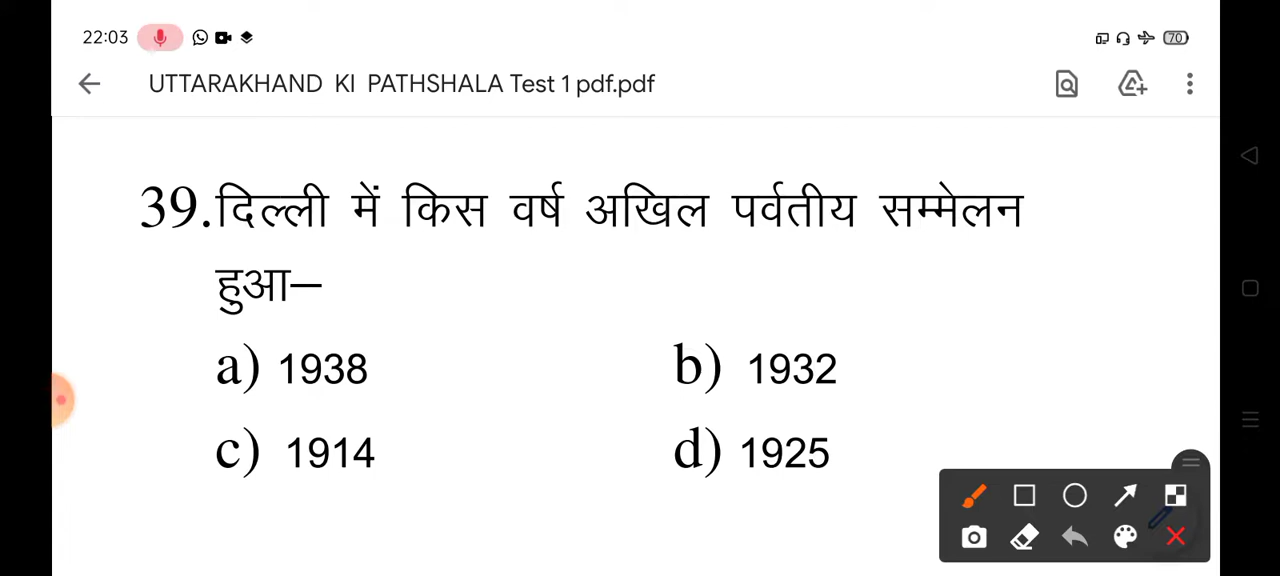 22:03
70
UTTARAKHAND KI PATHSHALA Test 1 pdf.pdf
39.दिल्ली में किस वर्ष अखिल पर्वतीय सम्मेलन
हुआ–
a) 1938 b) 1932
c) 1914 d) 1925